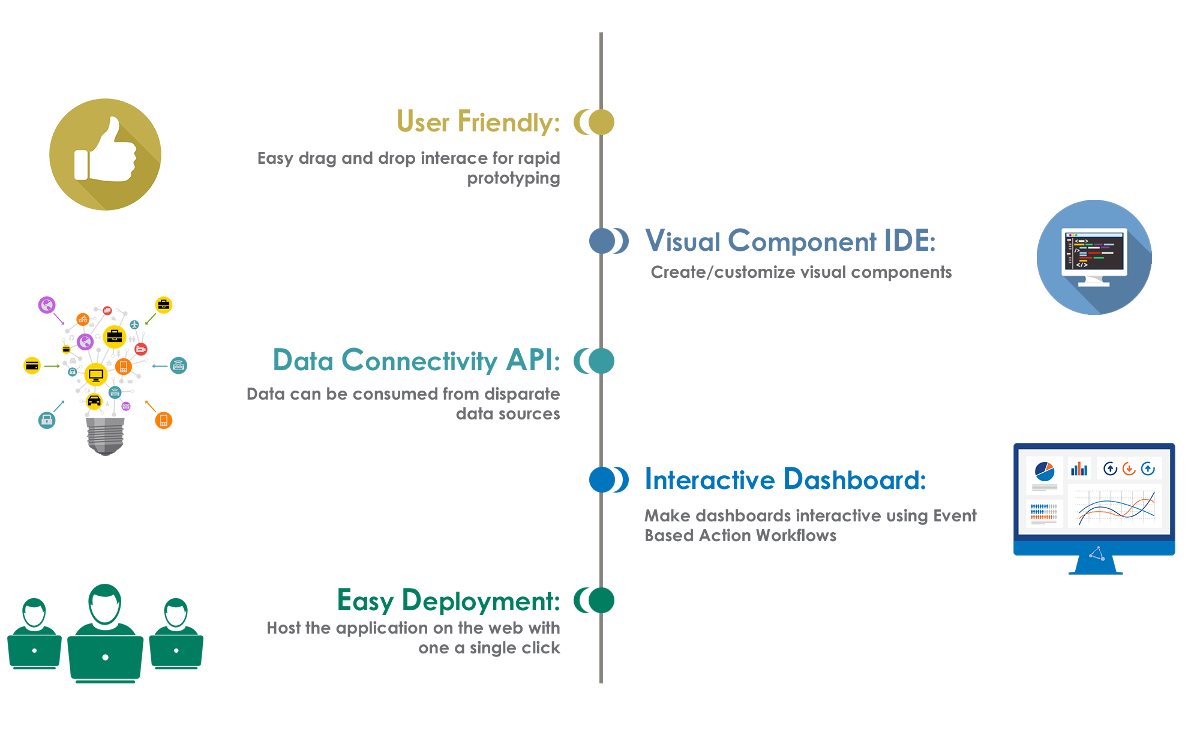 User Friendly:
Easy drag and drop interace for rapid
prototyping
Visual Component IDE:
Create/customize visual components
Data Connectivity API:
Data can be consumed from disparate
data sources
Interactive Dashboard:
Make dashboards interactive using Event
Based Action Workflows
Easy Deployment:
Host the application on the web with
one a single click